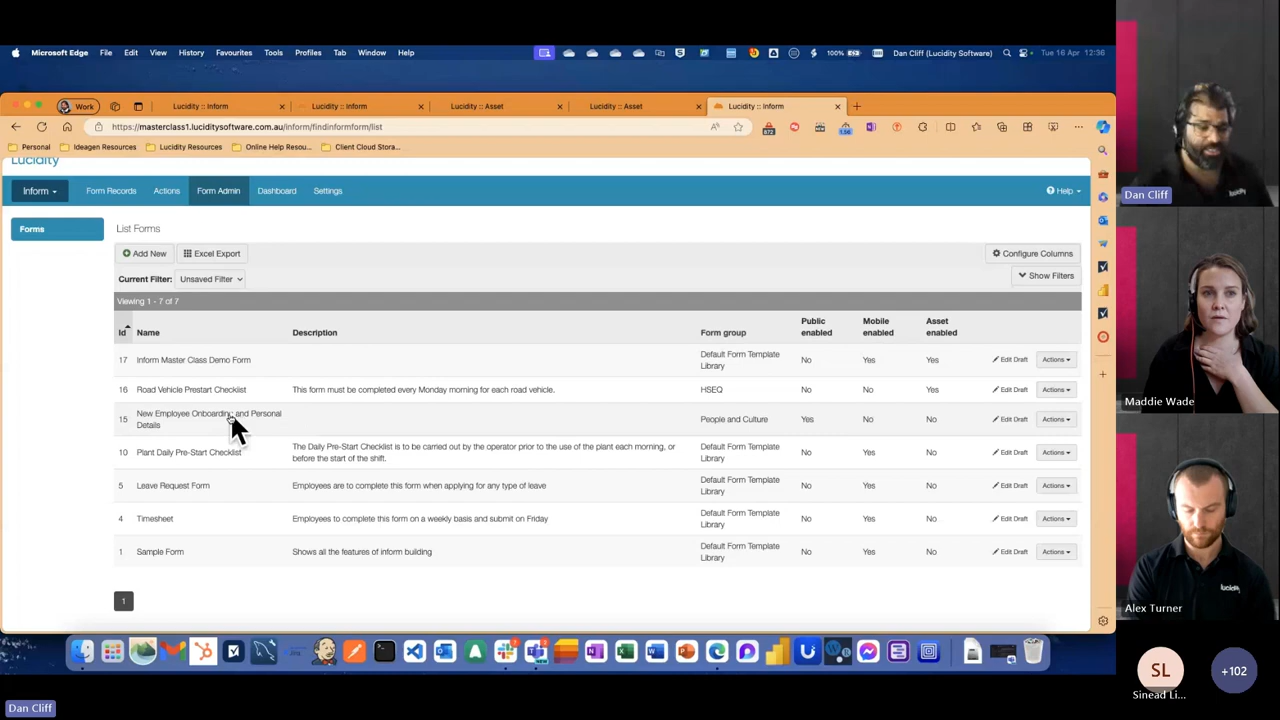 Microsoft Edge File Edit View History Favourites Tools Profiles Tab Window Help 100% Dan Cliff (Lucidity Software) Tue 16 Apr 12:36
Work Lucidity :: Inform Lucidity :: Inform Lucidity :: Asset Lucidity :: Asset Lucidity :: Inform
https://masterclass1.luciditysoftware.com.au/inform/findinformform/list
Personal Ideagen Resources Lucidity Resources Online Help Resou... Client Cloud Stora...
Lucidity
Inform Form Records Actions Form Admin Dashboard Settings Help
Forms
List Forms
Add New Excel Export Configure Columns
Current Filter: Unsaved Filter Show Filters
Viewing 1 - 7 of 7
Id Name Description Form group Public enabled Mobile enabled Asset enabled
17 Inform Master Class Demo Form Default Form Template Library No Yes Yes Edit Draft Actions
16 Road Vehicle Prestart Checklist This form must be completed every Monday morning for each road vehicle. HSEQ No No Yes Edit Draft Actions
15 New Employee Onboarding and Personal Details People and Culture Yes No No Edit Draft Actions
10 Plant Daily Pre-Start Checklist The Daily Pre-Start Checklist is to be carried out by the operator prior to the use of the plant each morning, or before the start of the shift. Default Form Template Library No Yes No Edit Draft Actions
5 Leave Request Form Employees are to complete this form when applying for any type of leave Default Form Template Library No Yes No Edit Draft Actions
4 Timesheet Employees to complete this form on a weekly basis and submit on Friday Default Form Template Library No Yes No Edit Draft Actions
1 Sample Form Shows all the features of inform building Default Form Template Library No Yes No Edit Draft Actions
1
Dan Cliff
Maddie Wade
lucidity
Alex Turner
SL
Sinead Li...
+102
Dan Cliff